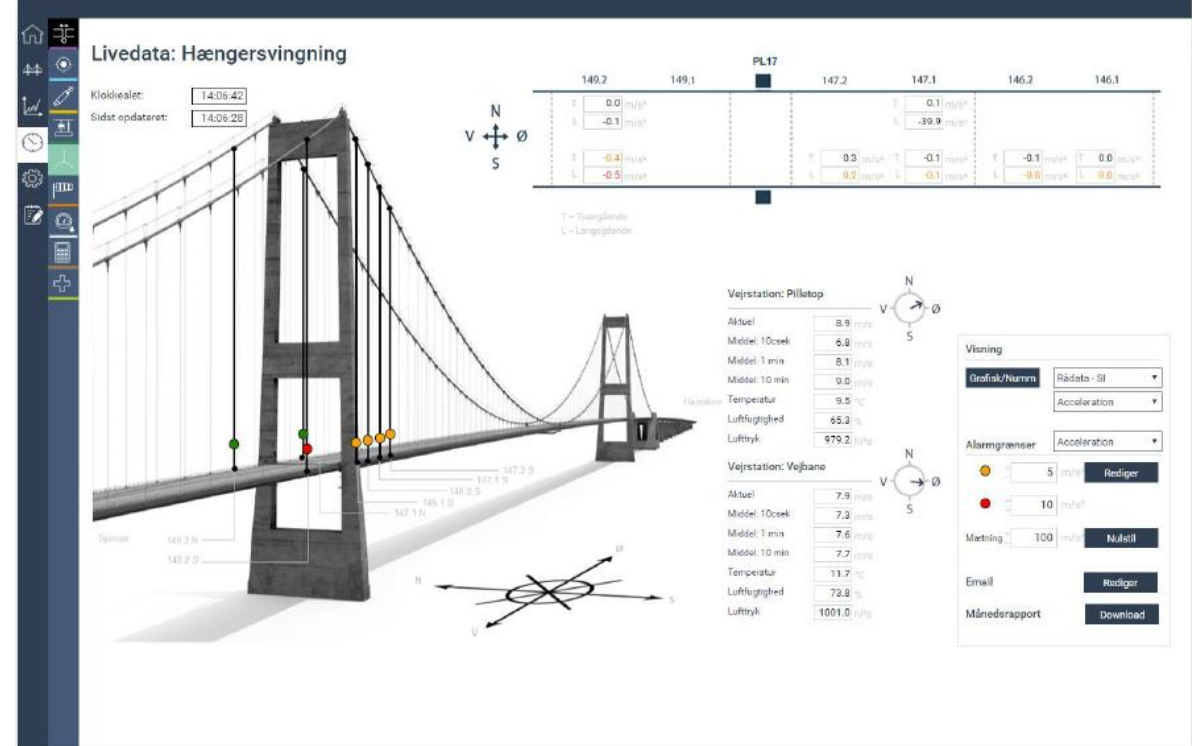 Livedata: Hængersvingning
Klokkeslet: 14:06:42
Sidst opdateret: 14:06:28
PL17
149.2 149.1 147.2 147.1 146.2 146.1
N
V Ø
S
T 0.0 m/s² T 0.1 m/s²
L -0.1 m/s² L -39.9 m/s²
T -0.4 m/s² T 0.3 m/s² T -0.1 m/s² T -0.1 m/s² T 0.0 m/s²
L -0.5 m/s² L 0.2 m/s² L -0.1 m/s² L L 0.0 m/s²
T = Tværgående
L = Langsgående
Vejrstation: Pilletop
Aktuel 8.9 m/s
Middel: 10csek 6.8 m/s
Middel: 1 min 8.1 m/s
Middel: 10 min 9.0 m/s
Temperatur 9.5 °C
Luftfugtighed 65.3 %
Lufttryk 979.2 hPa
N
V Ø
S
Vejrstation: Vejbane
Aktuel 7.9 m/s
Middel: 10csek 7.3 m/s
Middel: 1 min 7.6 m/s
Middel: 10 min 7.7 m/s
Temperatur 11.7 °C
Luftfugtighed 73.8 %
Lufttryk 1001.0 hPa
N
V Ø
S
Visning
Grafisk/Numm Rådata - SI
Acceleration
Alarmgrænser Acceleration
5 m/s² Rediger
10 m/s²
Mætning 100 m/s² Nulstil
Email Rediger
Månedsrapport Download
147.2 S
147.1 S
146.2 S
146.1 S
147.1 N
149.2 N
149.2 S
Sprogø
N
Ø
S
V